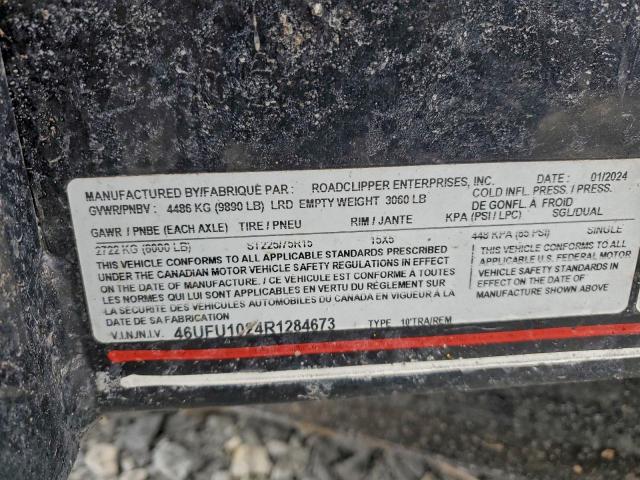 MANUFACTURED BY/FABRIQUÉ PAR: ROADCLIPPER ENTERPRISES, INC. DATE: 01/2024
GVWR/PNBV: 4486 KG (9890 LB) LRD EMPTY WEIGHT 3060 LB COLD INFL. PRESS. / PRESS.
DE GONFL. À FROID
GAWR / PNBE (EACH AXLE) TIRE / PNEU RIM / JANTE KPA (PSI / LPC) SGL/DUAL
2722 KG (6000 LB) ST225/75R15 15X5 448 KPA (65 PSI) SINGLE
THIS VEHICLE CONFORMS TO ALL APPLICABLE STANDARDS PRESCRIBED
UNDER THE CANADIAN MOTOR VEHICLE SAFETY REGULATIONS IN EFFECT
ON THE DATE OF MANUFACTURE / CE VÉHICULE EST CONFORME À TOUTES
LES NORMES QUI LUI SONT APPLICABLES EN VERTU DU RÈGLEMENT SUR LA
SÉCURITÉ DES VÉHICULES AUTOMOBILES DU CANADA EN VIGUEUR À LA
DATE DE SA FABRICATION
THIS VEHICLE CONFORMS TO ALL
APPLICABLE U.S. FEDERAL MOTOR
VEHICLE SAFETY STANDARDS
IN EFFECT ON THE DATE OF
MANUFACTURE
V.I.N./N.I.V. 46UFU1024R1284673 TYPE 10'TRA/REM